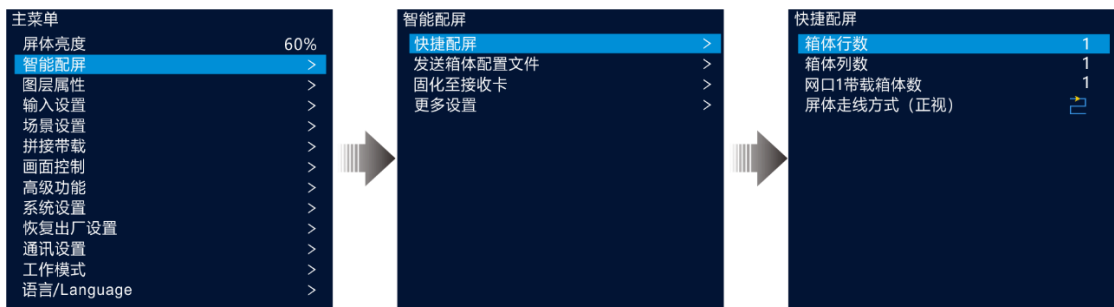 主菜单
屏体亮度 60%
智能配屏 >
图层属性 >
输入设置 >
场景设置 >
拼接带载 >
画面控制 >
高级功能 >
系统设置 >
恢复出厂设置 >
通讯设置 >
工作模式 >
语言/Language >
智能配屏
快捷配屏 >
发送箱体配置文件 >
固化至接收卡 >
更多设置 >
快捷配屏
箱体行数 1
箱体列数 1
网口1带载箱体数 1
屏体走线方式（正视）